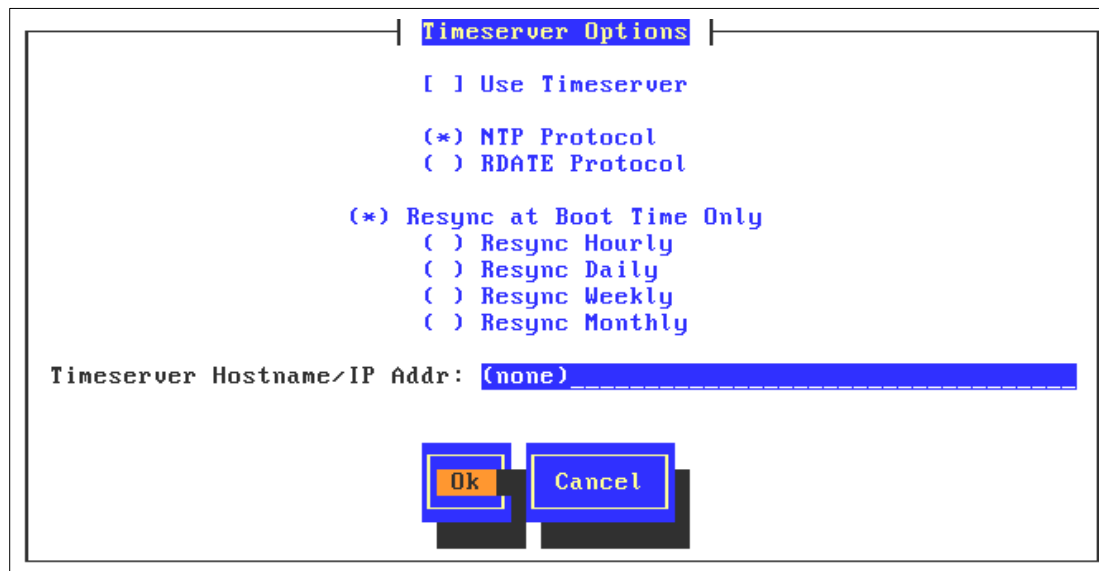 Timeserver Options
[ ] Use Timeserver
(*) NTP Protocol
( ) RDATE Protocol
(*) Resync at Boot Time Only
( ) Resync Hourly
( ) Resync Daily
( ) Resync Weekly
( ) Resync Monthly
Timeserver Hostname/IP Addr: (none)__________________________________
Ok Cancel